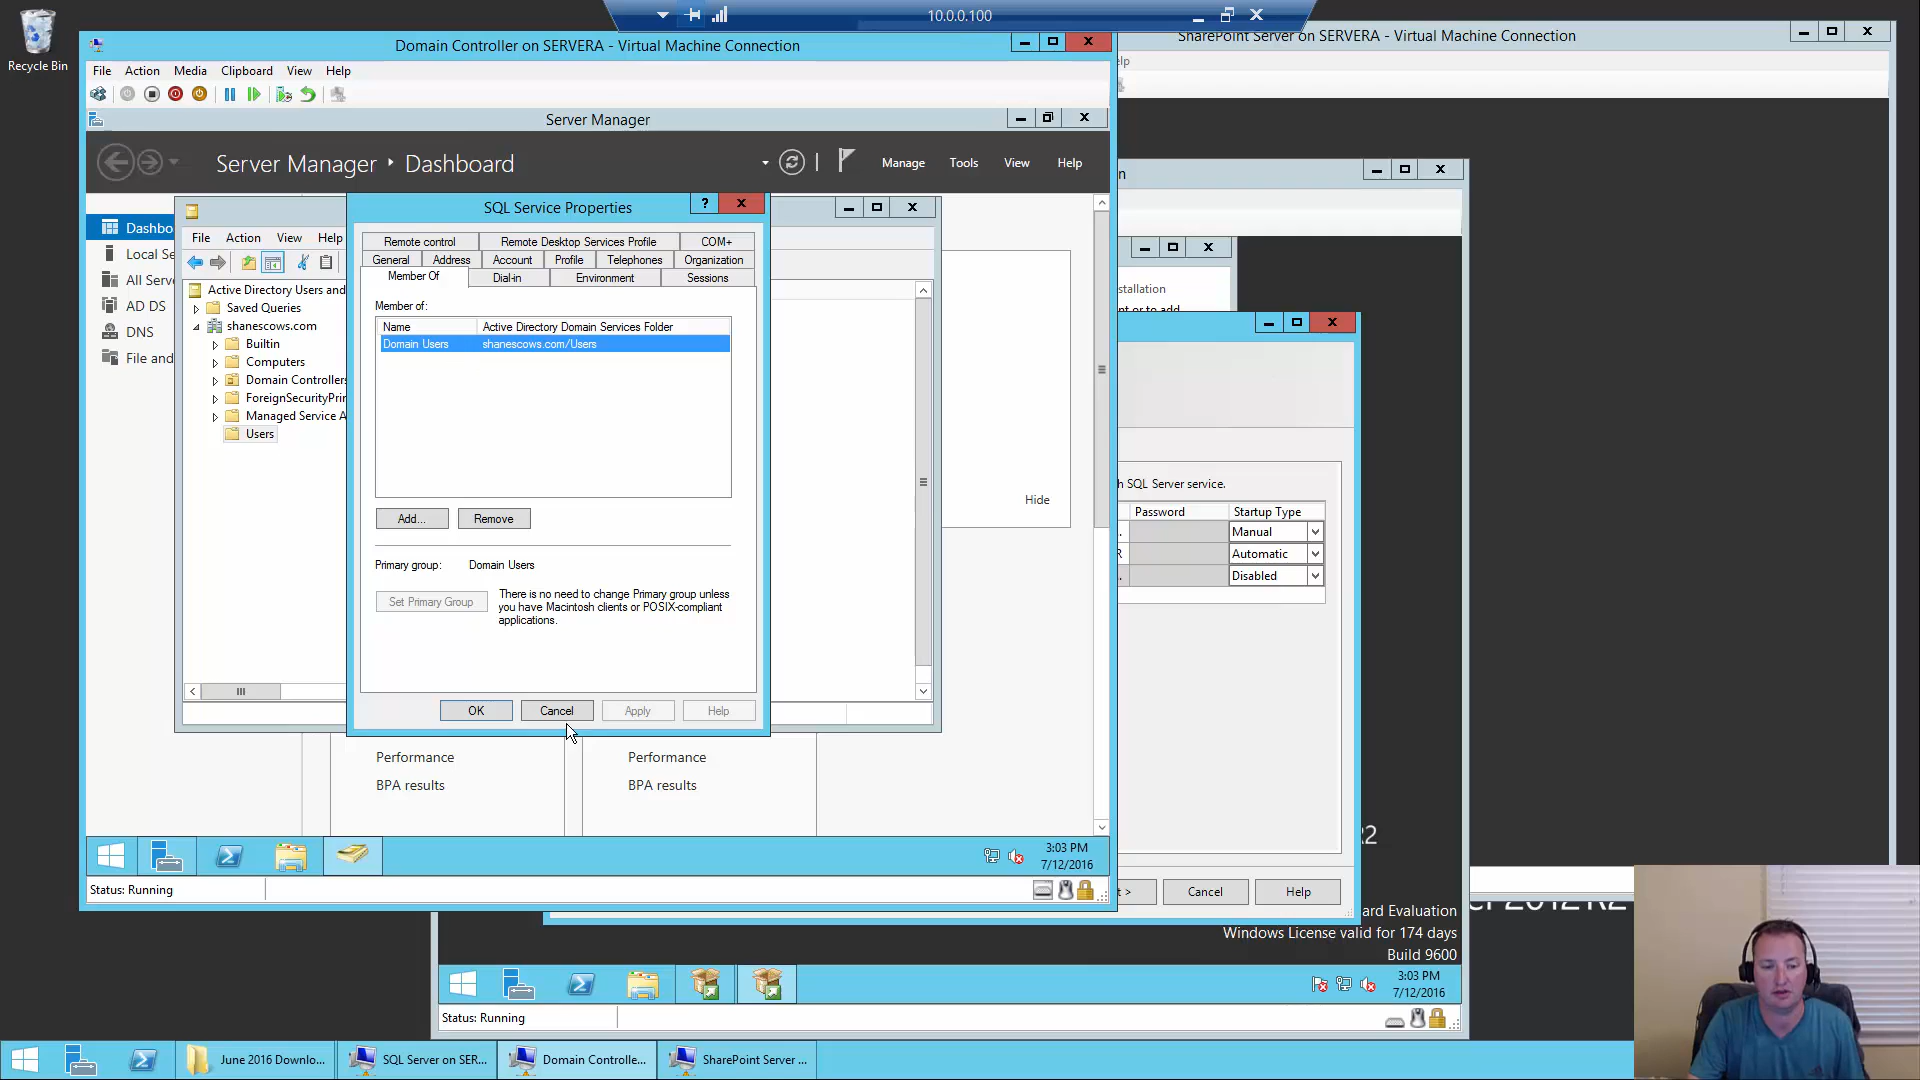 10.0.0.100
Recycle Bin
Domain Controller on SERVERA - Virtual Machine Connection
SharePoint Server on SERVERA - Virtual Machine Connection
File Action Media Clipboard View Help
elp
Server Manager
Server Manager ‣ Dashboard
Manage Tools View Help
SQL Service Properties
?
Dashbo
Local Se
All Serve
AD DS
DNS
File and
File Action View Help
Active Directory Users and
Saved Queries
shanescows.com
Builtin
Computers
Domain Controllers
ForeignSecurityPrin
Managed Service A
Users
Remote control Remote Desktop Services Profile COM+
General Address Account Profile Telephones Organization
Member Of Dial-in Environment Sessions
Member of:
Name Active Directory Domain Services Folder
Domain Users shanescows.com/Users
Add... Remove
Primary group: Domain Users
Set Primary Group
There is no need to change Primary group unless
you have Macintosh clients or POSIX-compliant
applications.
OK Cancel Apply Help
Hide
Performance
BPA results
Performance
BPA results
3:03 PM
7/12/2016
Status: Running
stallation
nt or to add
h SQL Server service.
Password Startup Type
Manual
Automatic
Disabled
t > Cancel Help
R2
ard Evaluation
Windows License valid for 174 days
Build 9600
3:03 PM
7/12/2016
Status: Running
June 2016 Downlo...
SQL Server on SER...
Domain Controlle...
SharePoint Server ...